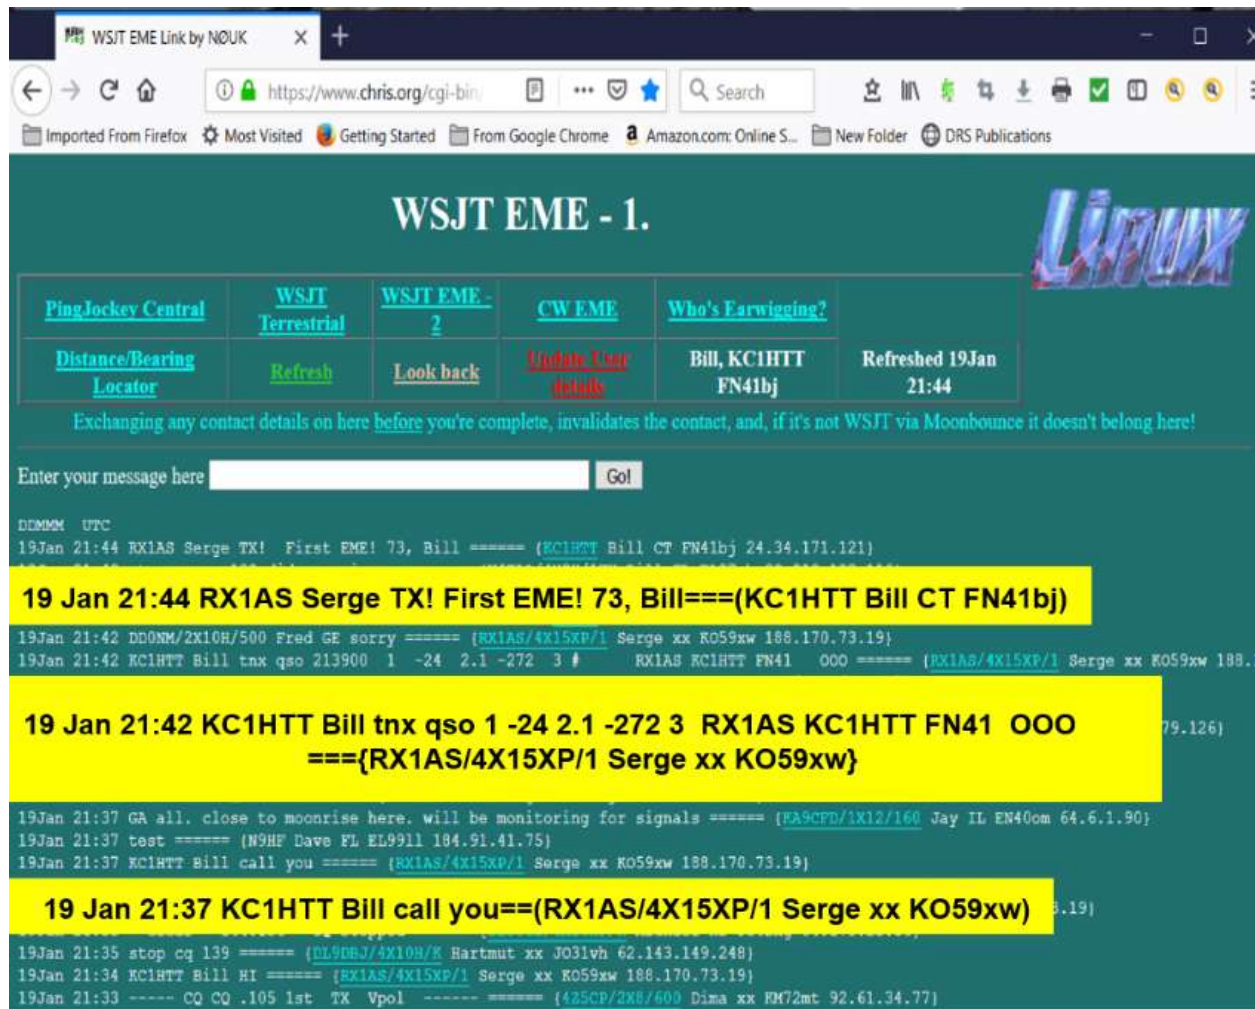 WSJT EME Link by NØUK
https://www.chris.org/cgi-bin/
Search
Imported From Firefox Most Visited Getting Started From Google Chrome Amazon.com: Online S... New Folder DRS Publications
WSJT EME - 1.
Linux
PingJockey Central WSJT Terrestrial WSJT EME - 2 CW EME Who's Earwigging?
Distance/Bearing Locator Refresh Look back Update User details Bill, KC1HTT FN41bj Refreshed 19Jan 21:44
Exchanging any contact details on here before you're complete, invalidates the contact, and, if it's not WSJT via Moonbounce it doesn't belong here!
Enter your message here Go!
DDMMM UTC
19Jan 21:44 RX1AS Serge TX! First EME! 73, Bill ====== {KC1HTT Bill CT FN41bj 24.34.171.121}
19 Jan 21:44 RX1AS Serge TX! First EME! 73, Bill===(KC1HTT Bill CT FN41bj)
19Jan 21:42 DD0NM/2X10H/500 Fred GE sorry ====== {RX1AS/4X15XP/1 Serge xx KO59xw 188.170.73.19}
19Jan 21:42 KC1HTT Bill tnx qso 213900 1 -24 2.1 -272 3 # RX1AS KC1HTT FN41 OOO ====== {RX1AS/4X15XP/1 Serge xx KO59xw 188.
19 Jan 21:42 KC1HTT Bill tnx qso 1 -24 2.1 -272 3 RX1AS KC1HTT FN41 OOO
===={RX1AS/4X15XP/1 Serge xx KO59xw}
79.126}
19Jan 21:37 GA all. close to moonrise here. will be monitoring for signals ====== {KA9CFD/1X12/160 Jay IL EN40om 64.6.1.90}
19Jan 21:37 test ====== {N9HF Dave FL EL99ll 184.91.41.75}
19Jan 21:37 KC1HTT Bill call you ====== {RX1AS/4X15XP/1 Serge xx KO59xw 188.170.73.19}
19 Jan 21:37 KC1HTT Bill call you==(RX1AS/4X15XP/1 Serge xx KO59xw)
3.19}
19Jan 21:35 stop cq 139 ====== {DL9DBJ/4X10H/K Hartmut xx JO31vh 62.143.149.248}
19Jan 21:34 KC1HTT Bill HI ====== {RX1AS/4X15XP/1 Serge xx KO59xw 188.170.73.19}
19Jan 21:33 ----- CQ CQ .105 1st TX Vpol ------ ====== {4Z5CP/2X8/600 Dima xx KM72mt 92.61.34.77}